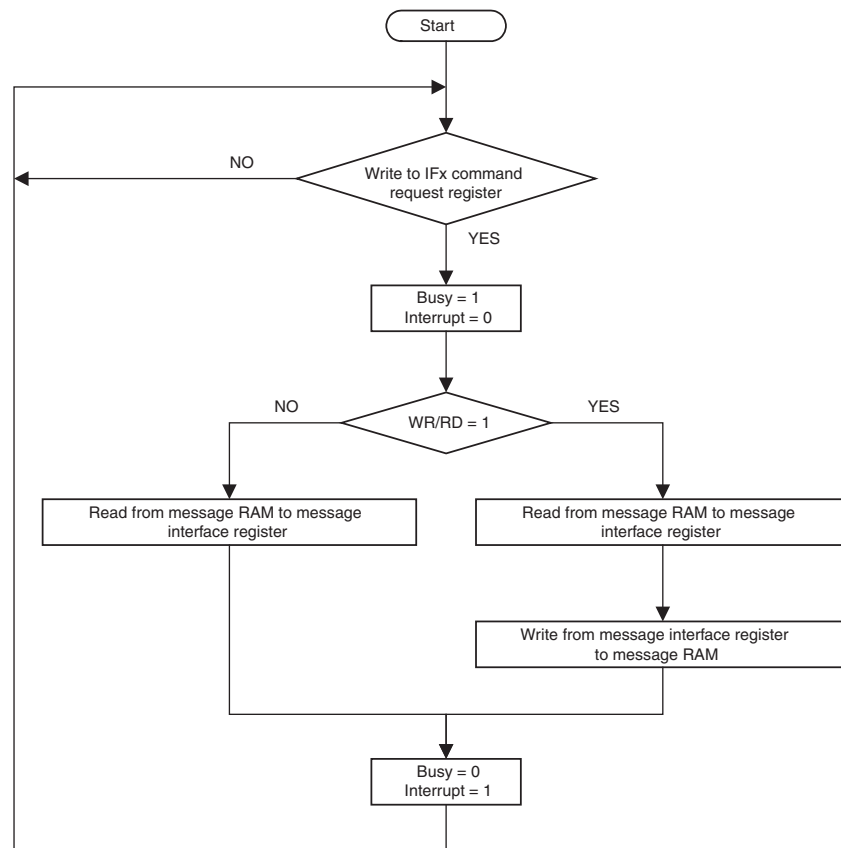 Start
NO
Write to IFx command
request register
YES
Busy = 1
Interrupt = 0
NO
WR/RD = 1
YES
Read from message RAM to message
interface register
Read from message RAM to message
interface register
Write from message interface register
to message RAM
Busy = 0
Interrupt = 1